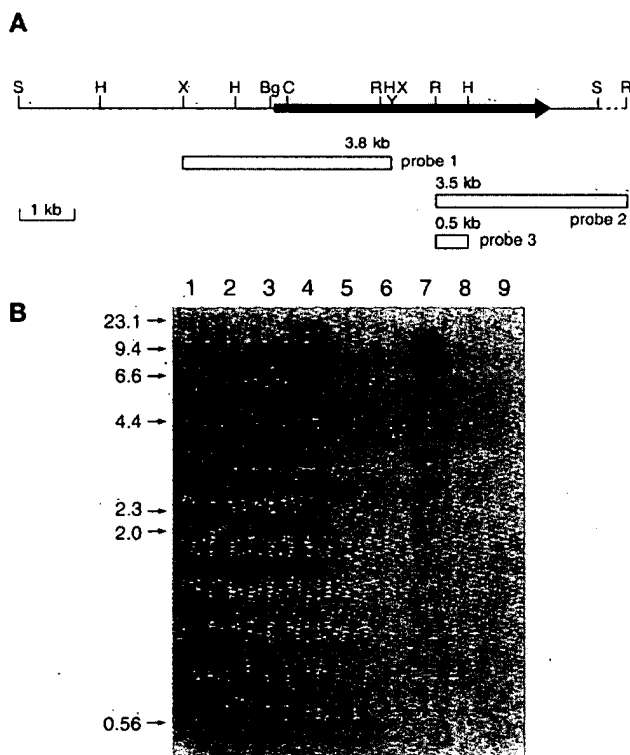 A
S H X H Bg C R H X R H S R
3.8 kb
probe 1
3.5 kb
1 kb
probe 2
0.5 kb
probe 3
1 2 3 4 5 6 7 8 9
B
23.1
9.4
6.6
4.4
2.3
2.0
0.56